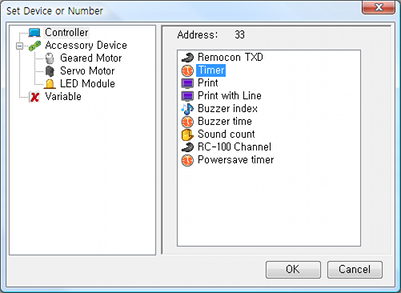 Set Device or Number
Controller
Accessory Device
Geared Motor
Servo Motor
LED Module
Variable
Address: 33
Remocon TXD
Timer
Print
Print with Line
Buzzer index
Buzzer time
Sound count
RC-100 Channel
Powersave timer
OK
Cancel